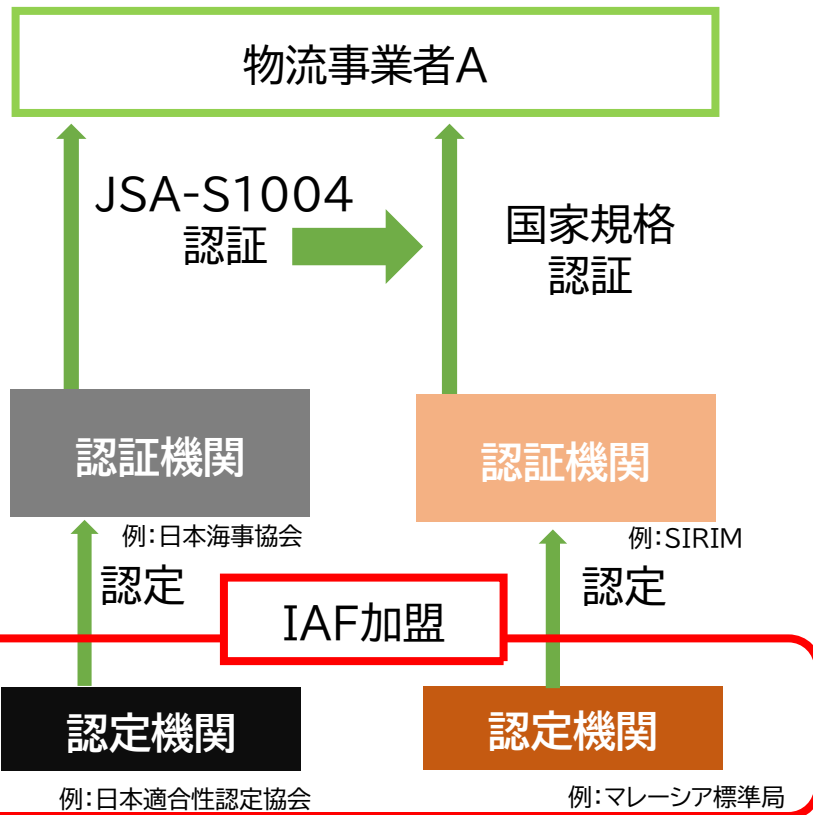 物流事業者A
JSA-S1004
認証
国家規格
認証
認証機関
認証機関
例：日本海事協会
例：SIRIM
認定
認定
IAF加盟
認定機関
認定機関
例：日本適合性認定協会
例：マレーシア標準局